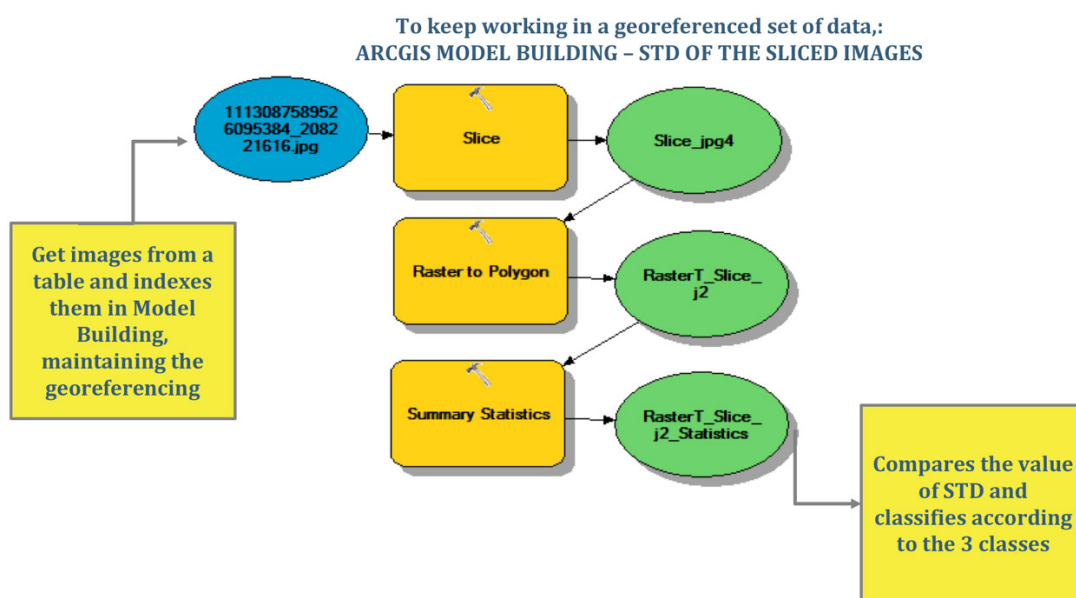 To keep working in a georeferenced set of data,:
ARCGIS MODEL BUILDING – STD OF THE SLICED IMAGES
111308758952
6095384_2082
21616.jpg
Slice
Slice_jpg4
Get images from a
table and indexes
them in Model
Building,
maintaining the
georeferencing
Raster to Polygon
RasterT_Slice_
j2
Summary Statistics
RasterT_Slice_
j2_Statistics
Compares the value
of STD and
classifies according
to the 3 classes